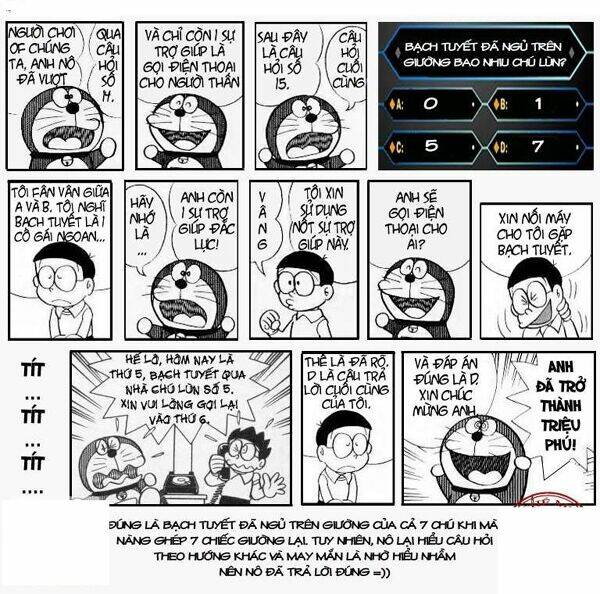 NGƯỜI CHƠI
OF CHÚNG
TA, ANH NÔ
ĐÃ VƯỢT
QUA
CÂU
HỎI
SỐ
14.
VÀ CHỈ CÒN 1 SỰ
TRỢ GIÚP LÀ
GỌI ĐIỆN THOẠI
CHO NGƯỜI THÂN
SAU ĐÂY
LÀ CÂU
HỎI SỐ
15.
CÂU
HỎI
CUỐI
CÙNG
BẠCH TUYẾT ĐÃ NGỦ TRÊN
GIƯỜNG BAO NHIU CHÚ LÙN?
A: 0
B: 1
C: 5
D: 7
TÔI FÂN VÂN GIỮA
A VÀ B. TÔI NGHĨ
BẠCH TUYẾT LÀ 1
CÔ GÁI NGOAN...
HÃY
NHỚ
LÀ
...
ANH CÒN
1 SỰ TRỢ
GIÚP ĐẮC
LỰC!
VÂNG
TÔI XIN
SỬ DỤNG
NỐT SỰ TRỢ
GIÚP NÀY.
ANH SẼ
GỌI ĐIỆN
THOẠI CHO
AI?
XIN NỐI MÁY
CHO TÔI GẶP
BẠCH TUYẾT.
TÍT
...
TÍT
...
TÍT
....
HẾ LÔ, HÔM NAY LÀ
THỨ 5, BẠCH TUYẾT QUA
NHÀ CHÚ LÙN SỐ 5.
XIN VUI LÒNG GỌI LẠI
VÀO THỨ 6.
THẾ LÀ ĐÃ RÕ.
D LÀ CÂU TRẢ
LỜI CUỐI CÙNG
CỦA TÔI.
VÀ ĐÁP ÁN
ĐÚNG LÀ D.
XIN CHÚC
MỪNG ANH.
ANH
ĐÃ TRỞ
THÀNH
TRIỆU
PHÚ!
ĐÚNG LÀ BẠCH TUYẾT ĐÃ NGỦ TRÊN GIƯỜNG CỦA CẢ 7 CHÚ KHI MÀ
NÀNG GHÉP 7 CHIẾC GIƯỜNG LẠI. TUY NHIÊN, NÔ LẠI HIỂU CÂU HỎI
THEO HƯỚNG KHÁC VÀ MAY MẮN LÀ NHỜ HIỂU NHẦM
NÊN NÔ ĐÃ TRẢ LỜI ĐÚNG =))